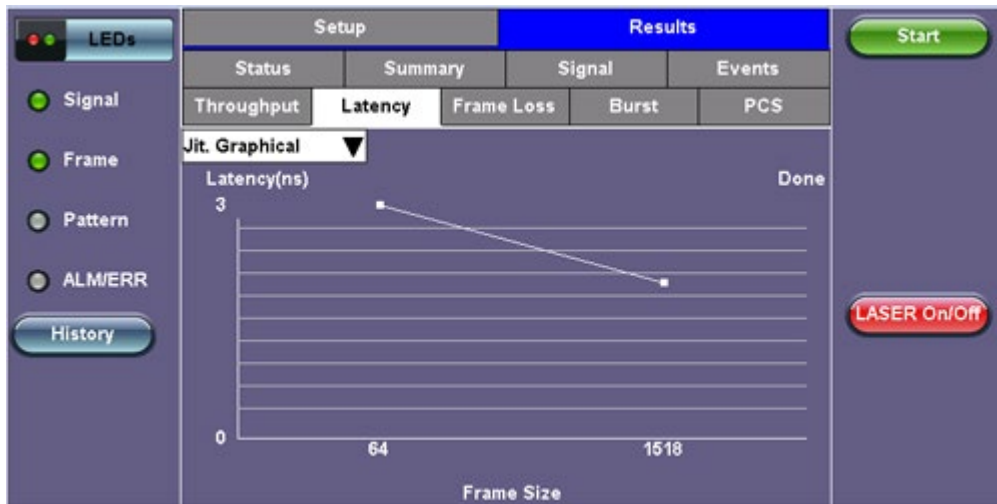 LEDs
Signal
Frame
Pattern
ALM/ERR
History
Setup Results
Status Summary Signal Events
Throughput Latency Frame Loss Burst PCS
Jit. Graphical
Latency(ns) Done
3
0
64 1518
Frame Size
Start
LASER On/Off